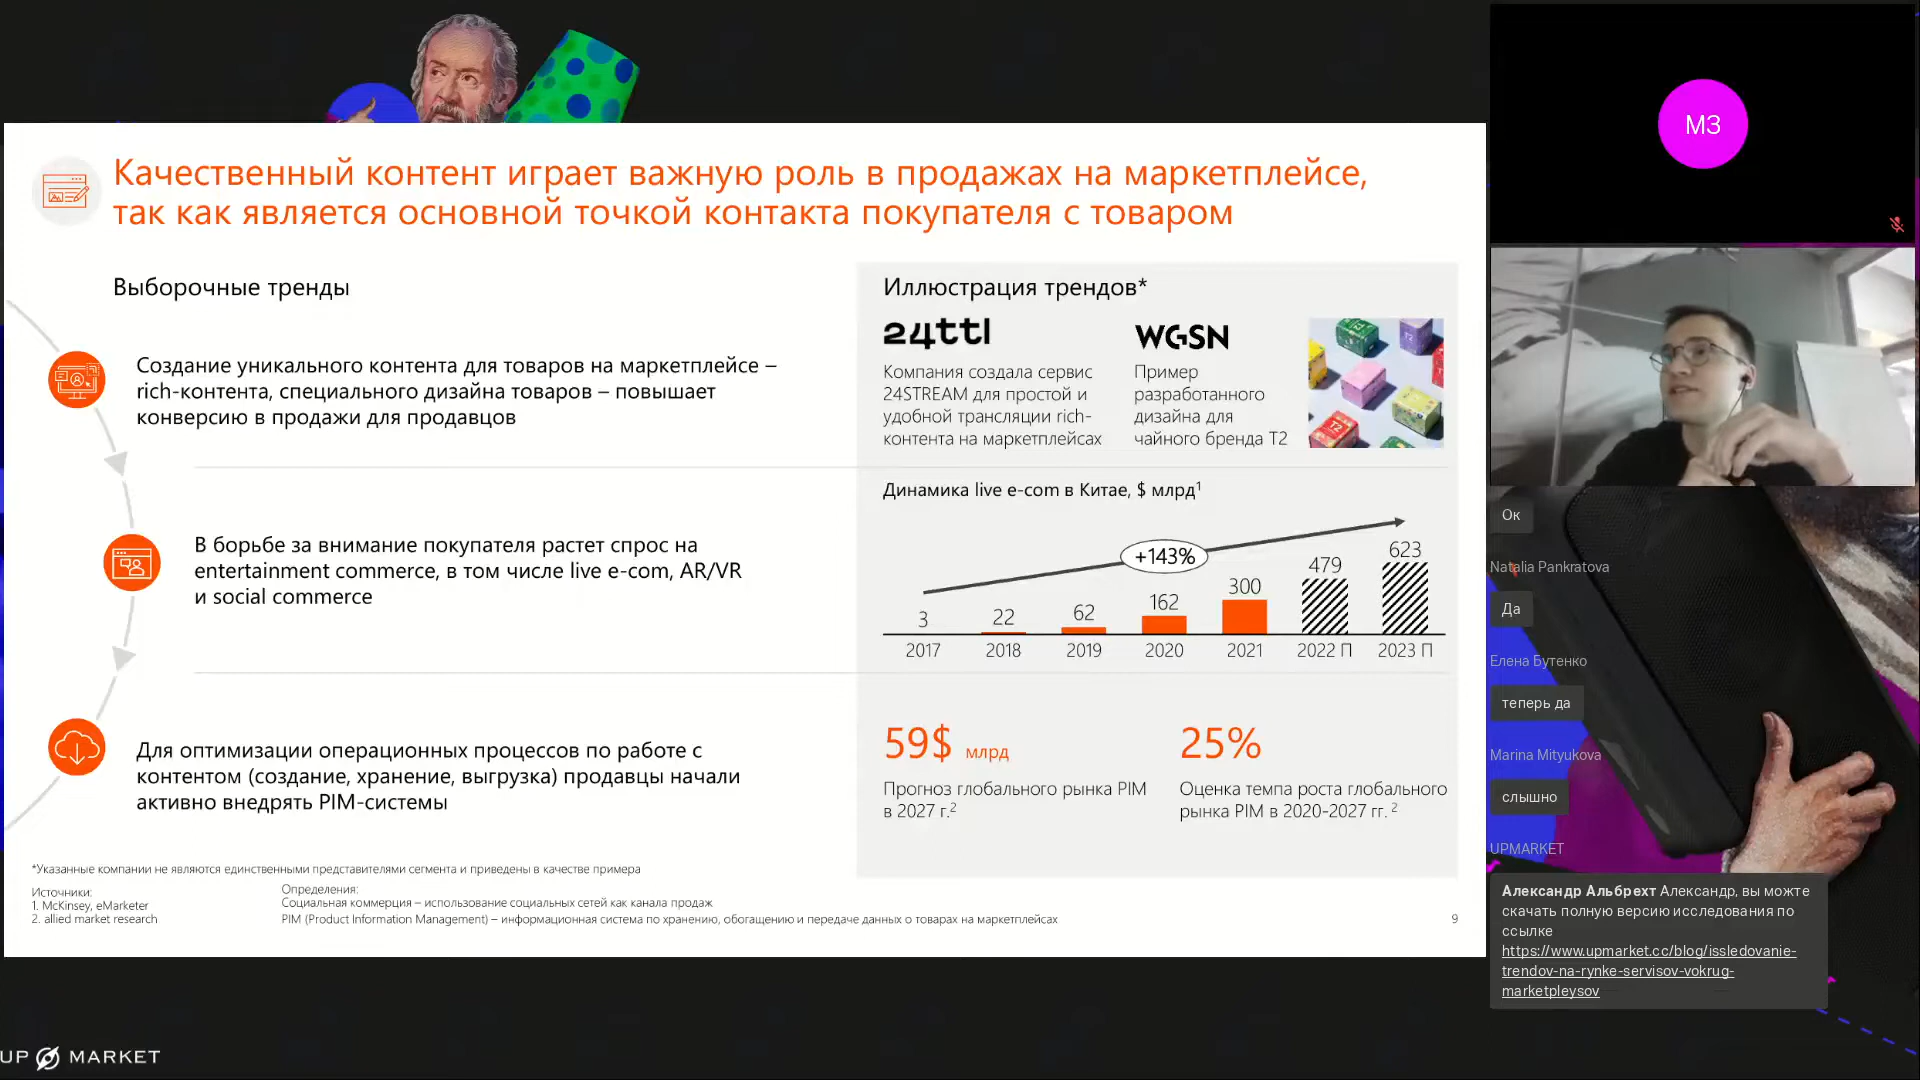 Качественный контент играет важную роль в продажах на маркетплейсе,
так как является основной точкой контакта покупателя с товаром
Выборочные тренды
Создание уникального контента для товаров на маркетплейсе –
rich-контента, специального дизайна товаров – повышает
конверсию в продажи для продавцов
В борьбе за внимание покупателя растет спрос на
entertainment commerce, в том числе live e-com, AR/VR
и social commerce
Для оптимизации операционных процессов по работе с
контентом (создание, хранение, выгрузка) продавцы начали
активно внедрять PIM-системы
Иллюстрация трендов*
24ttl
Компания создала сервис
24STREAM для простой и
удобной трансляции rich-
контента на маркетплейсах
WGSN
Пример
разработанного
дизайна для
чайного бренда T2
T2
T2
T2
Динамика live e-com в Китае, $ млрд1
+143%
3 22 62 162 300 479 623
2017 2018 2019 2020 2021 2022 П 2023 П
59$ млрд
Прогноз глобального рынка PIM
в 2027 г.2
25%
Оценка темпа роста глобального
рынка PIM в 2020-2027 гг. 2
*Указанные компании не являются единственными представителями сегмента и приведены в качестве примера
Источники:
1. McKinsey, eMarketer
2. allied market research
Определения:
Социальная коммерция – использование социальных сетей как канала продаж
PIM (Product Information Management) – информационная система по хранению, обогащению и передаче данных о товарах на маркетплейсах
9
UP MARKET
МЗ
Ок
Natalia Pankratova
Да
Елена Бутенко
теперь да
Marina Mityukova
слышно
UPMARKET
Александр Альбрехт Александр, вы можте
скачать полную версию исследования по
ссылке
https://www.upmarket.cc/blog/issledovanie-
trendov-na-rynke-servisov-vokrug-
marketpleysov